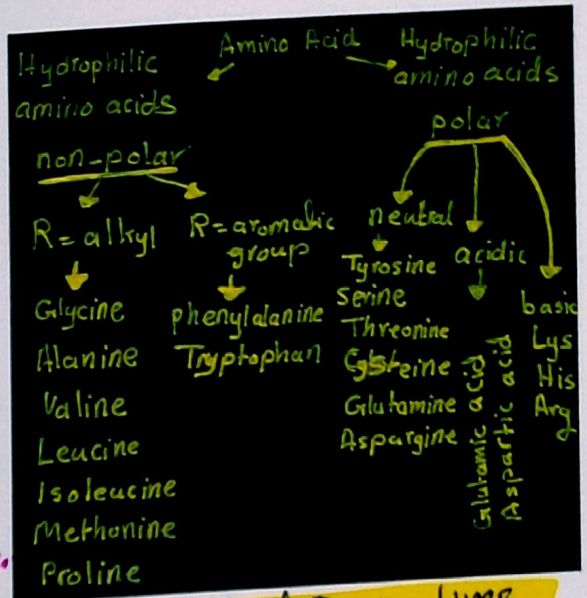 Amino Acid
Hydrophilic
amino acids
non-polar
R = alkyl
Glycine
Alanine
Valine
Leucine
Isoleucine
Methonine
Proline
R = aromatic
group
phenylalanine
Tryptophan
Hydrophilic
amino acids
polar
neutral
Tyrosine
Serine
Threonine
Cysteine
Glutamine
Aspargine
acidic
Glutamic acid
Aspartic acid
basic
Lys
His
Arg